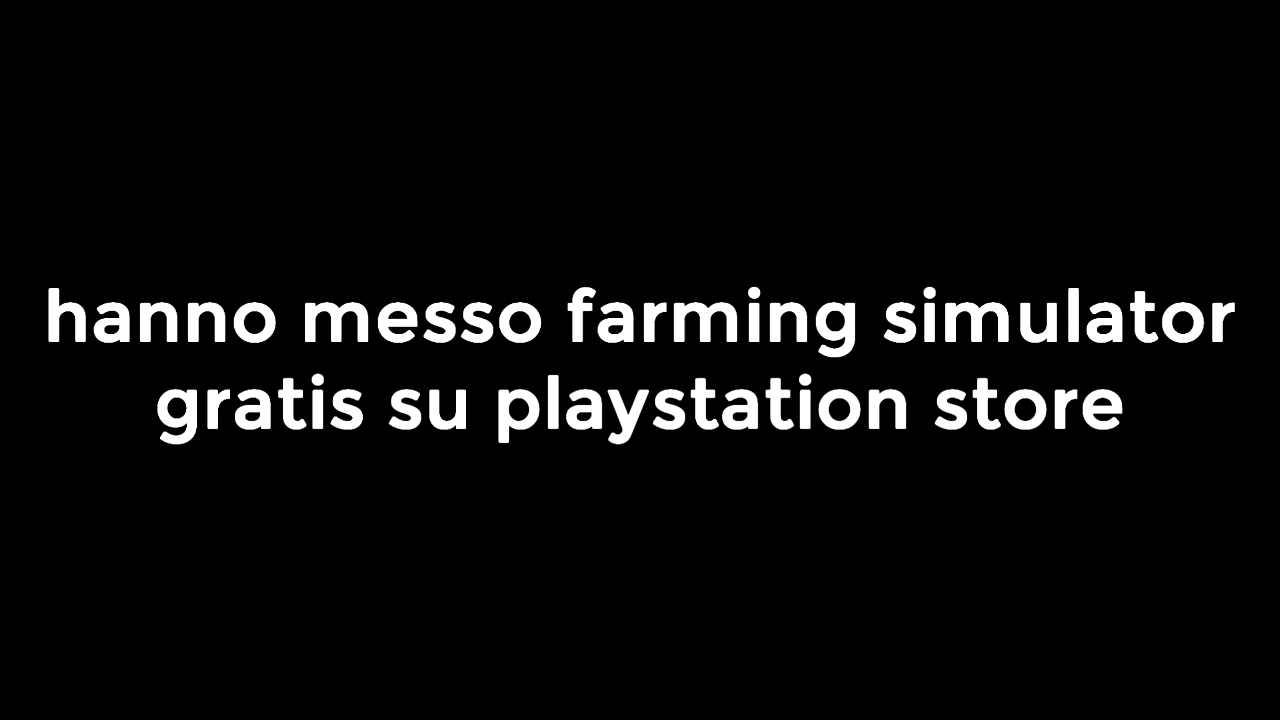 hanno messo farming simulator
gratis su playstation store